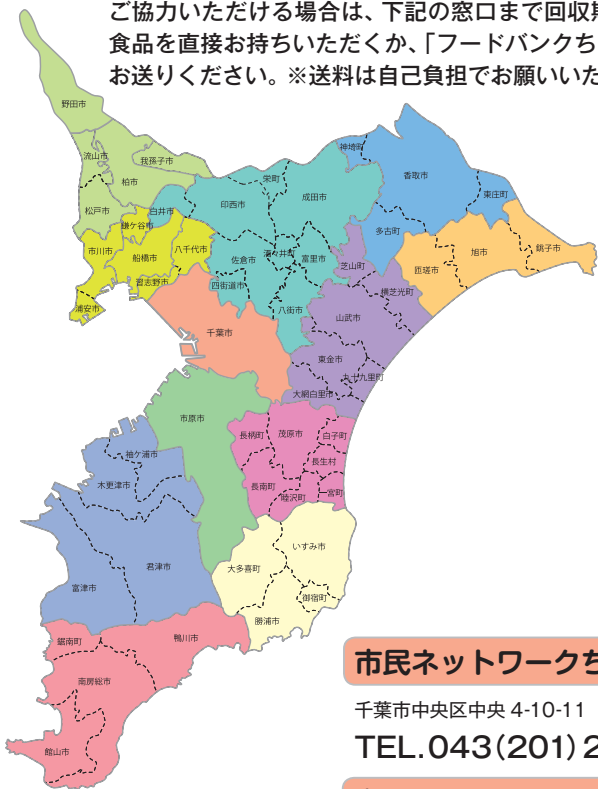 ご協力いただける場合は、下記の窓口まで回収期
食品を直接お持ちいただくか、「フードバンクち
お送りください。※送料は自己負担でお願いいた
野田市
流山市
我孫子市
柏市
松戸市
鎌ケ谷市
白井市
市川市
船橋市
八千代市
習志野市
浦安市
印西市
栄町
成田市
佐倉市
酒々井町
富里市
四街道市
八街市
神崎町
香取市
東庄町
多古町
匝瑳市
旭市
銚子市
芝山町
横芝光町
山武市
東金市
九十九里町
大網白里市
千葉市
市原市
長柄町
茂原市
白子町
長生村
長南町
睦沢町
一宮町
袖ケ浦市
木更津市
君津市
富津市
いすみ市
大多喜町
御宿町
勝浦市
鋸南町
鴨川市
南房総市
館山市
市民ネットワークち
千葉市中央区中央 4-10-11
TEL.043(201)2